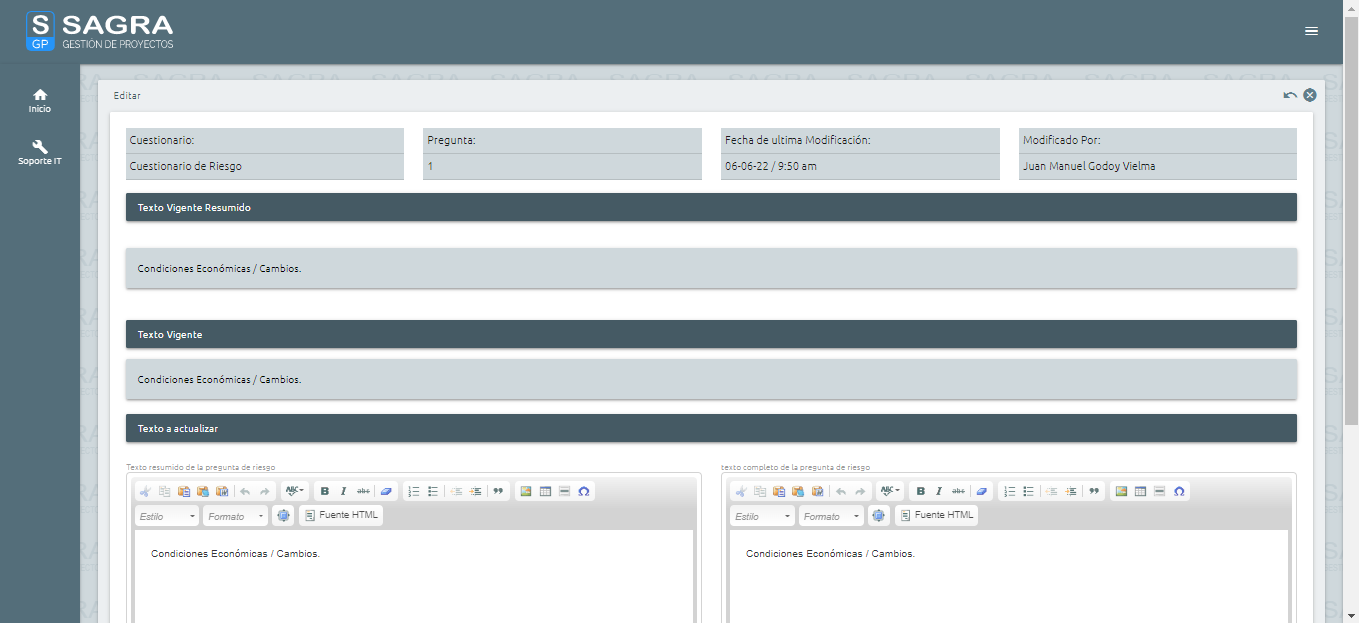 S
GP
SAGRA
GESTIÓN DE PROYECTOS
Inicio
Soporte IT
Editar
Cuestionario:
Cuestionario de Riesgo
Pregunta:
1
Fecha de ultima Modificación:
06-06-22 / 9:50 am
Modificado Por:
Juan Manuel Godoy Vielma
Texto Vigente Resumido
Condiciones Económicas / Cambios.
Texto Vigente
Condiciones Económicas / Cambios.
Texto a actualizar
Texto resumido de la pregunta de riesgo
ABC
B I abc
Estilo Formato Fuente HTML
Condiciones Económicas / Cambios.
texto completo de la pregunta de riesgo
ABC
B I abc
Estilo Formato Fuente HTML
Condiciones Económicas / Cambios.